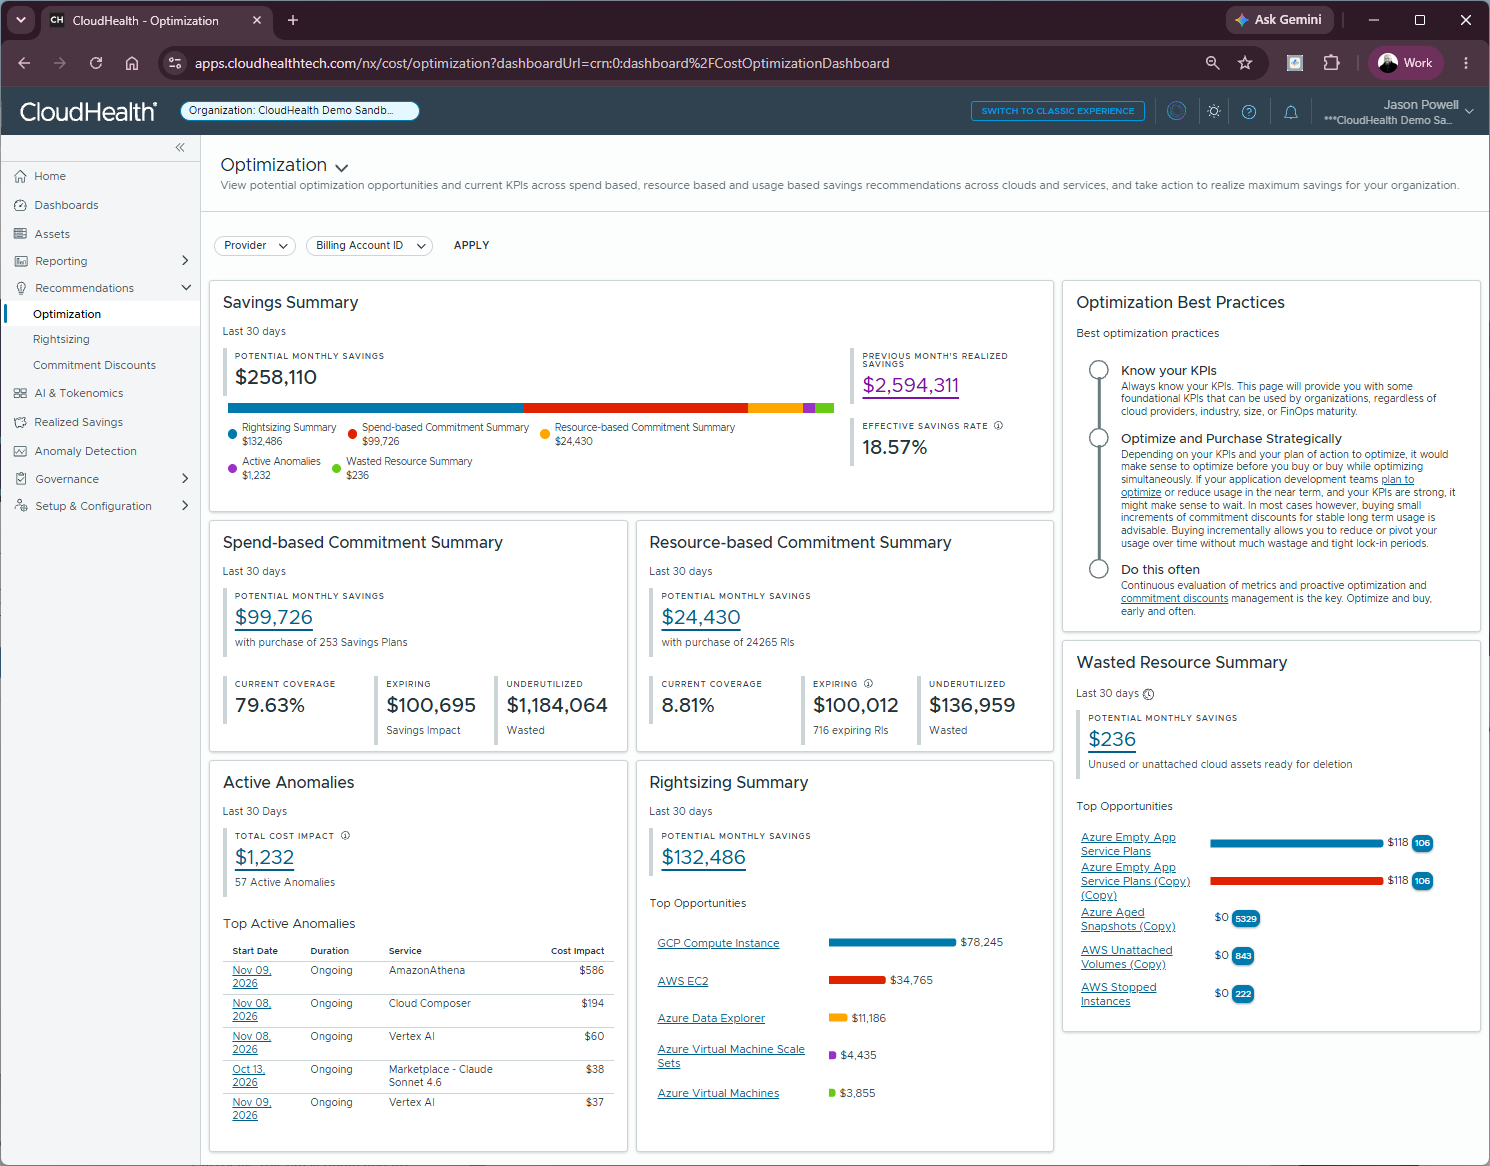 CH CloudHealth - Optimization
Ask Gemini
apps.cloudhealthtech.com/nx/cost/optimization?dashboardUrl=crn:0:dashboard%2FCostOptimizationDashboard
Work
CloudHealth
Organization: CloudHealth Demo Sandb...
SWITCH TO CLASSIC EXPERIENCE
Jason Powell
***CloudHealth Demo Sa...
Home
Dashboards
Assets
Reporting
Recommendations
Optimization
Rightsizing
Commitment Discounts
AI & Tokenomics
Realized Savings
Anomaly Detection
Governance
Setup & Configuration
Optimization
View potential optimization opportunities and current KPIs across spend based, resource based and usage based savings recommendations across clouds and services, and take action to realize maximum savings for your organization.
Provider
Billing Account ID
APPLY
Savings Summary
Last 30 days
POTENTIAL MONTHLY SAVINGS
$258,110
Rightsizing Summary
$132,486
Spend-based Commitment Summary
$99,726
Resource-based Commitment Summary
$24,430
Active Anomalies
$1,232
Wasted Resource Summary
$236
PREVIOUS MONTH'S REALIZED
SAVINGS
$2,594,311
EFFECTIVE SAVINGS RATE
18.57%
Spend-based Commitment Summary
Last 30 days
POTENTIAL MONTHLY SAVINGS
$99,726
with purchase of 253 Savings Plans
CURRENT COVERAGE
79.63%
EXPIRING
$100,695
Savings Impact
UNDERUTILIZED
$1,184,064
Wasted
Resource-based Commitment Summary
Last 30 days
POTENTIAL MONTHLY SAVINGS
$24,430
with purchase of 24265 RIs
CURRENT COVERAGE
8.81%
EXPIRING
$100,012
716 expiring RIs
UNDERUTILIZED
$136,959
Wasted
Active Anomalies
Last 30 Days
TOTAL COST IMPACT
$1,232
57 Active Anomalies
Top Active Anomalies
Start Date Duration Service Cost Impact
Nov 09, Ongoing AmazonAthena $586
2026
Nov 08, Ongoing Cloud Composer $194
2026
Nov 08, Ongoing Vertex AI $60
2026
Oct 13, Ongoing Marketplace - Claude $38
2026 Sonnet 4.6
Nov 09, Ongoing Vertex AI $37
2026
Rightsizing Summary
Last 30 days
POTENTIAL MONTHLY SAVINGS
$132,486
Top Opportunities
GCP Compute Instance $78,245
AWS EC2 $34,765
Azure Data Explorer $11,186
Azure Virtual Machine Scale $4,435
Sets
Azure Virtual Machines $3,855
Optimization Best Practices
Best optimization practices
Know your KPIs
Always know your KPIs. This page will provide you with some
foundational KPIs that can be used by organizations, regardless of
cloud providers, industry, size, or FinOps maturity.
Optimize and Purchase Strategically
Depending on your KPIs and your plan of action to optimize, it would
make sense to optimize before you buy or buy while optimizing
simultaneously. If your application development teams plan to
optimize or reduce usage in the near term, and your KPIs are strong, it
might make sense to wait. In most cases however, buying small
increments of commitment discounts for stable long term usage is
advisable. Buying incrementally allows you to reduce or pivot your
usage over time without much wastage and tight lock-in periods.
Do this often
Continuous evaluation of metrics and proactive optimization and
commitment discounts management is the key. Optimize and buy,
early and often.
Wasted Resource Summary
Last 30 days
POTENTIAL MONTHLY SAVINGS
$236
Unused or unattached cloud assets ready for deletion
Top Opportunities
Azure Empty App $118 106
Service Plans
Azure Empty App
Service Plans (Copy) $118 106
(Copy)
Azure Aged $0 5329
Snapshots (Copy)
AWS Unattached $0 843
Volumes (Copy)
AWS Stopped $0 222
Instances